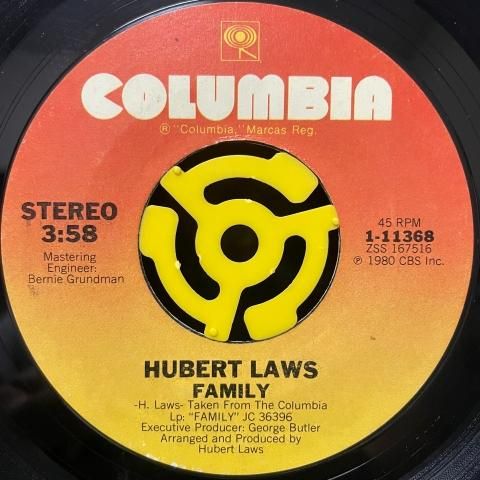 COLUMBIA
® "Columbia," Marcas Reg.
STEREO
3:58
Mastering
Engineer:
Bernie Grundman
45 RPM
1-11368
ZSS 167516
℗ 1980 CBS Inc.
HUBERT LAWS
FAMILY
-H. Laws- Taken From The Columbia
Lp: "FAMILY" JC 36396
Executive Producer: George Butler
Arranged and Produced by
Hubert Laws